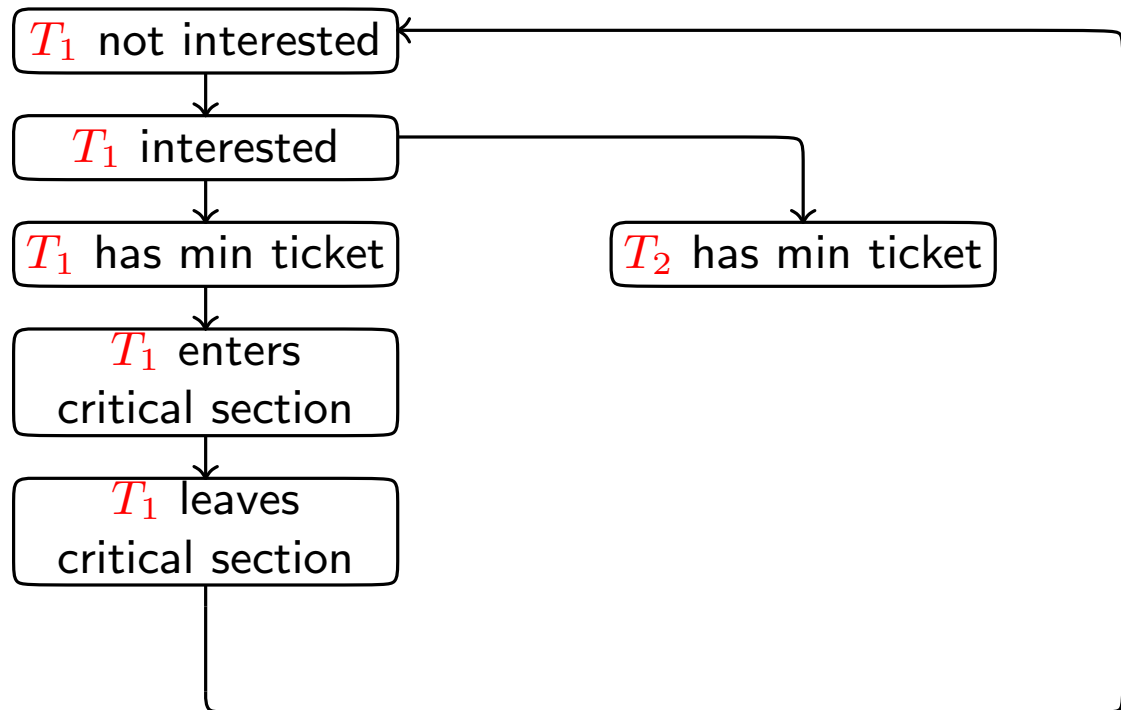 T₁ not interested
T₁ interested
T₁ has min ticket
T₂ has min ticket
T₁ enters
critical section
T₁ leaves
critical section